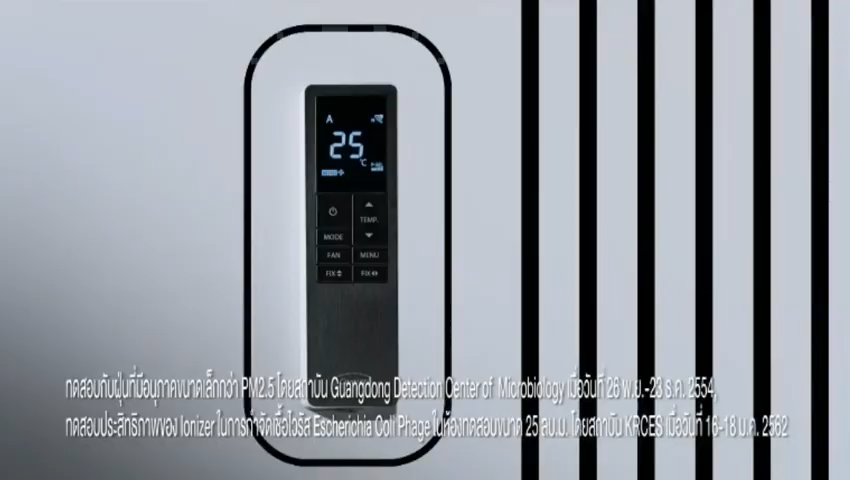 A
25
°C
TEMP.
MODE
FAN MENU
FIX FIX
ทดสอบกับฝุ่นที่มีอนุภาคขนาดเล็กกว่า PM2.5 โดยสถาบัน Guangdong Detection Center of Microbiology เมื่อวันที่ 26 พ.ย.-23 ธ.ค. 2554,
ทดสอบประสิทธิภาพของ Ionizer ในการกำจัดเชื้อไวรัส Escherichia Coli Phage ในห้องทดสอบขนาด 25 ลบ.ม. โดยสถาบัน KRCES เมื่อวันที่ 16-18 ม.ค. 2562